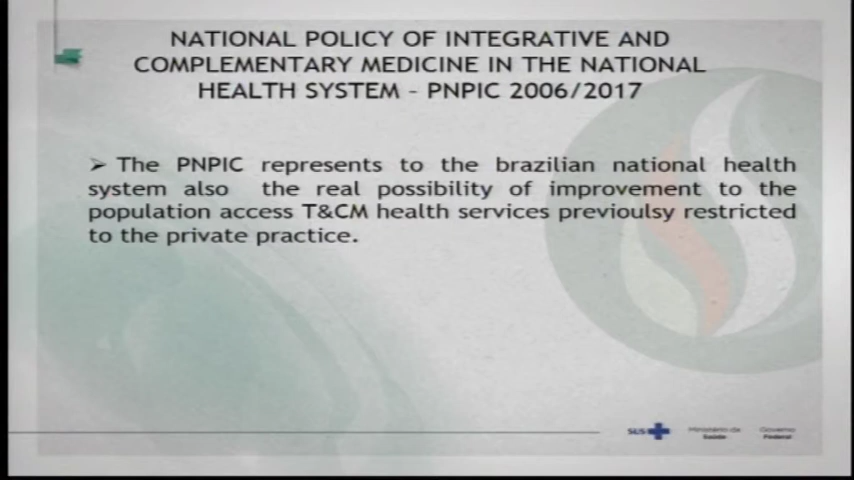 NATIONAL POLICY OF INTEGRATIVE AND
COMPLEMENTARY MEDICINE IN THE NATIONAL
HEALTH SYSTEM – PNPIC 2006/2017
➢ The PNPIC represents to the brazilian national health
system also the real possibility of improvement to the
population access T&CM health services previoulsy restricted
to the private practice.
SUS
Ministério da
Saúde
Governo
Federal